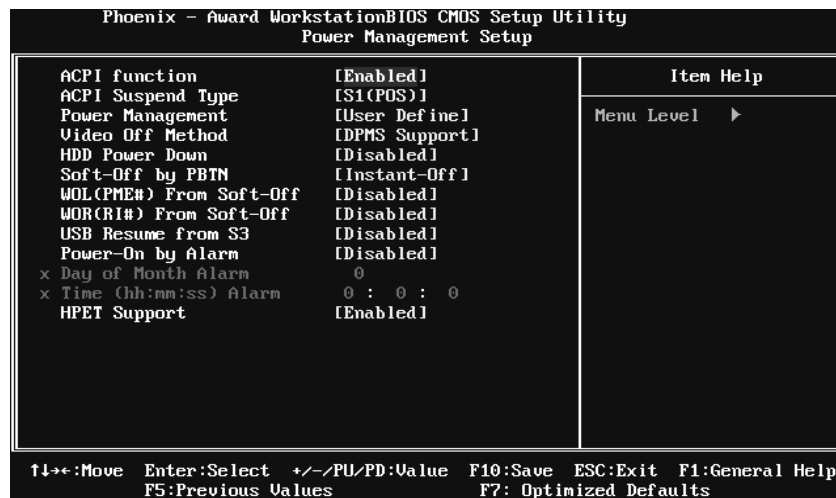 Phoenix - Award WorkstationBIOS CMOS Setup Utility
Power Management Setup
ACPI function [Enabled]
ACPI Suspend Type [S1(POS)]
Power Management [User Define]
Video Off Method [DPMS Support]
HDD Power Down [Disabled]
Soft-Off by PBTN [Instant-Off]
WOL(PME#) From Soft-Off [Disabled]
WOR(RI#) From Soft-Off [Disabled]
USB Resume from S3 [Disabled]
Power-On by Alarm [Disabled]
x Day of Month Alarm 0
x Time (hh:mm:ss) Alarm 0 : 0 : 0
HPET Support [Enabled]
Item Help
Menu Level ▶
↑↓→←:Move Enter:Select +/-/PU/PD:Value F10:Save ESC:Exit F1:General Help
F5:Previous Values F7: Optimized Defaults